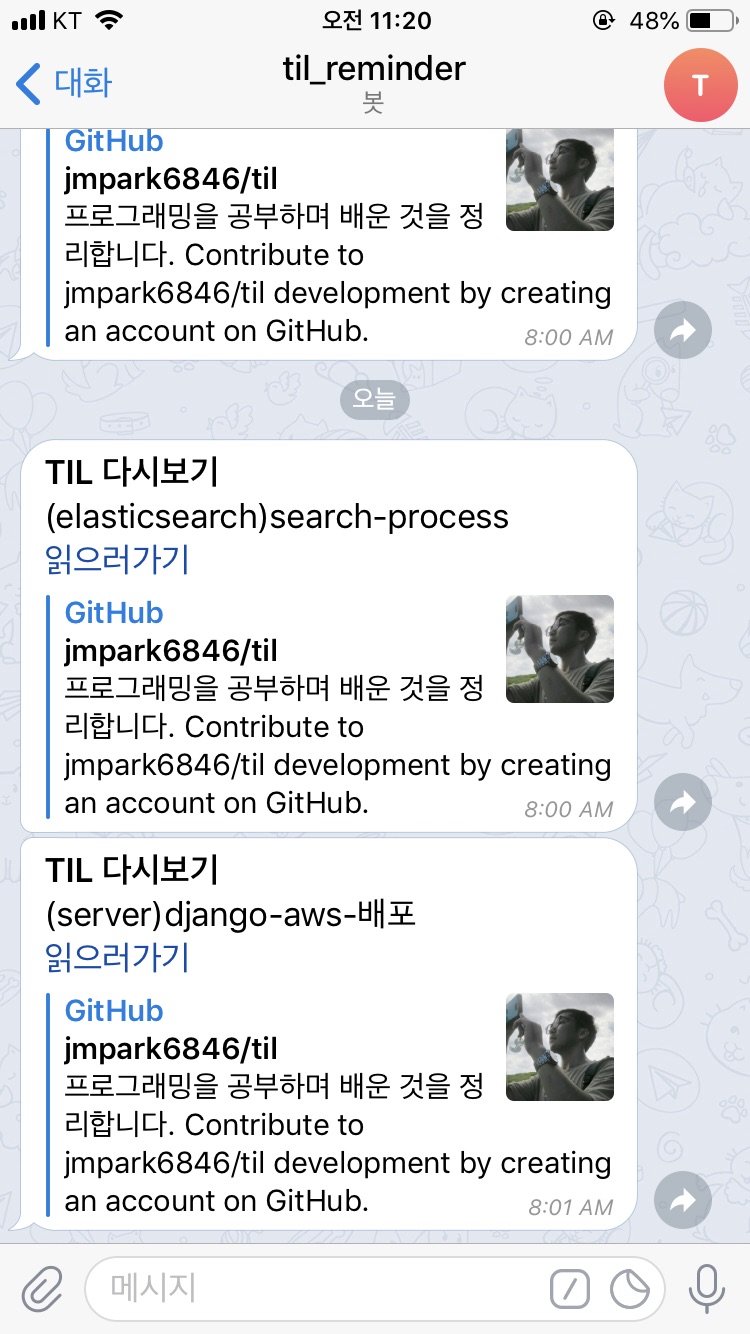 KT 오전 11:20 48%
대화 til_reminder T
봇
GitHub
jmpark6846/til
프로그래밍을 공부하며 배운 것을 정
리합니다. Contribute to
jmpark6846/til development by creating
an account on GitHub. 8:00 AM
오늘
TIL 다시보기
(elasticsearch)search-process
읽으러가기
GitHub
jmpark6846/til
프로그래밍을 공부하며 배운 것을 정
리합니다. Contribute to
jmpark6846/til development by creating
an account on GitHub. 8:00 AM
TIL 다시보기
(server)django-aws-배포
읽으러가기
GitHub
jmpark6846/til
프로그래밍을 공부하며 배운 것을 정
리합니다. Contribute to
jmpark6846/til development by creating
an account on GitHub. 8:01 AM
메시지